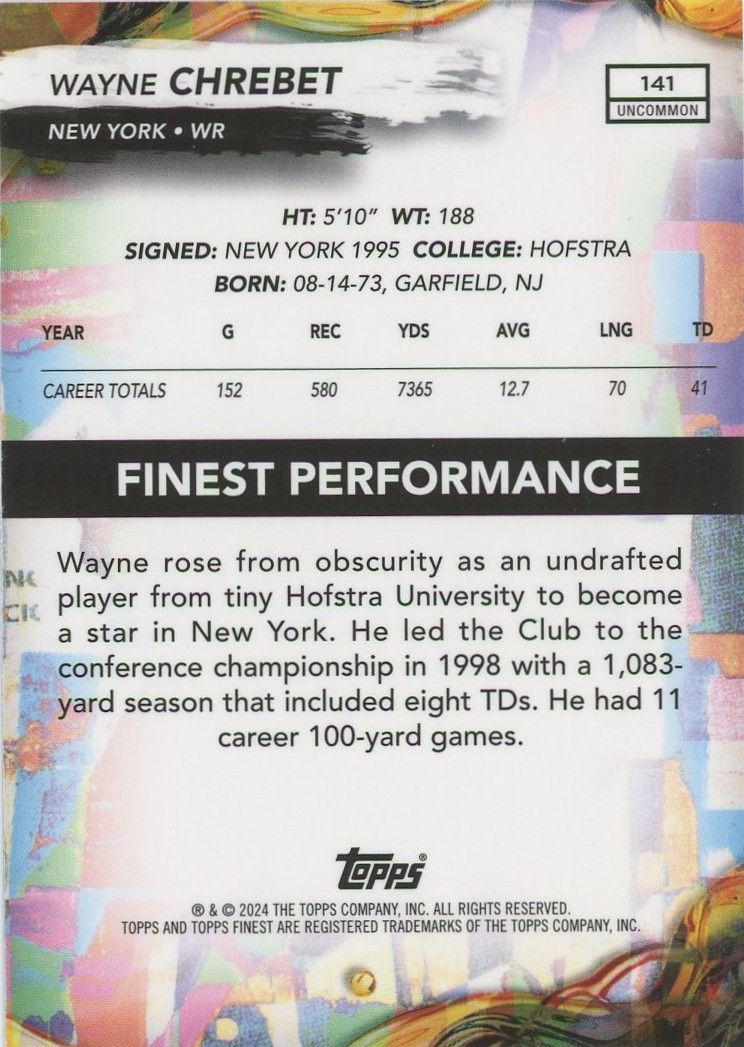 WAYNE CHREBET
141
UNCOMMON
NEW YORK • WR
HT: 5'10" WT: 188
SIGNED: NEW YORK 1995 COLLEGE: HOFSTRA
BORN: 08-14-73, GARFIELD, NJ
YEAR G REC YDS AVG LNG TD
CAREER TOTALS 152 580 7365 12.7 70 41
FINEST PERFORMANCE
Wayne rose from obscurity as an undrafted
player from tiny Hofstra University to become
a star in New York. He led the Club to the
conference championship in 1998 with a 1,083-
yard season that included eight TDs. He had 11
career 100-yard games.
TOPPS®
® & © 2024 THE TOPPS COMPANY, INC. ALL RIGHTS RESERVED.
TOPPS AND TOPPS FINEST ARE REGISTERED TRADEMARKS OF THE TOPPS COMPANY, INC.